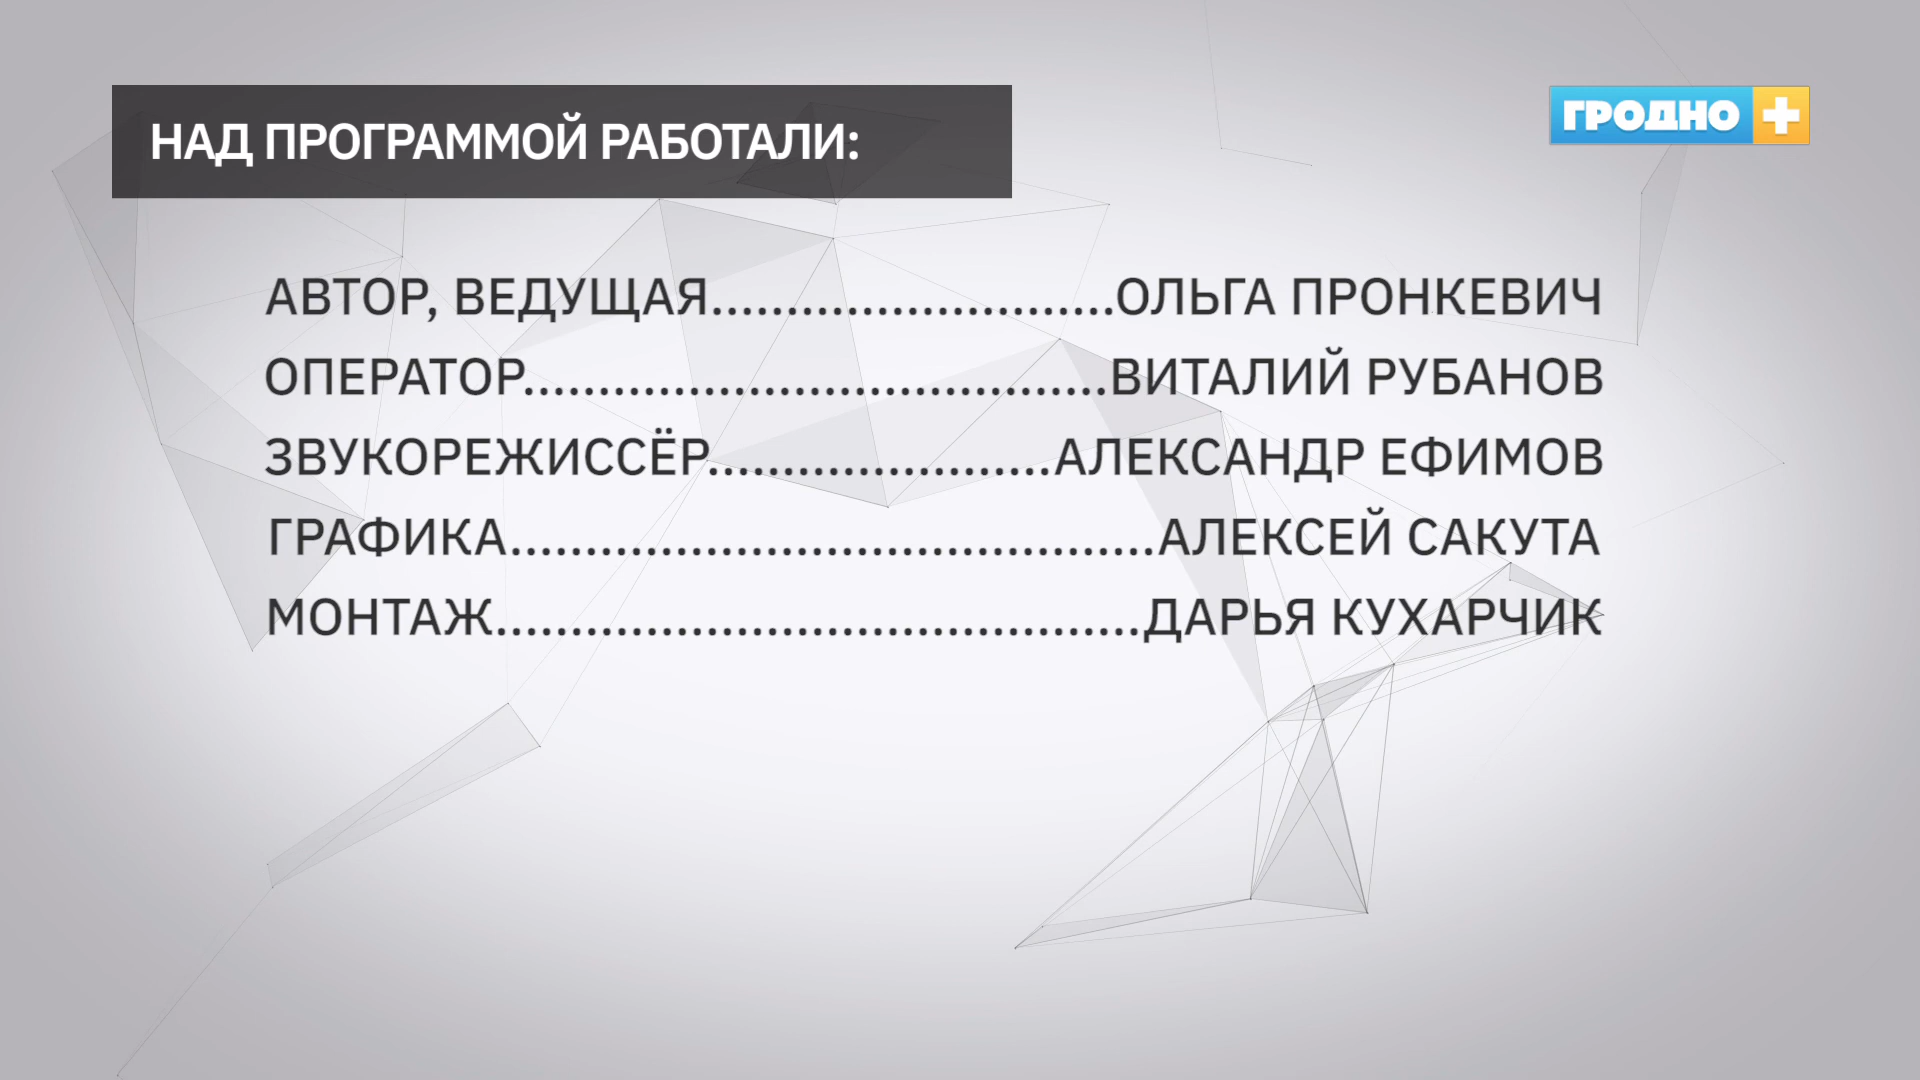 НАД ПРОГРАММОЙ РАБОТАЛИ:
ГРОДНО +
АВТОР, ВЕДУЩАЯ...........................ОЛЬГА ПРОНКЕВИЧ
ОПЕРАТОР.......................................ВИТАЛИЙ РУБАНОВ
ЗВУКОРЕЖИССЁР.......................АЛЕКСАНДР ЕФИМОВ
ГРАФИКА...........................................АЛЕКСЕЙ САКУТА
МОНТАЖ...........................................ДАРЬЯ КУХАРЧИК